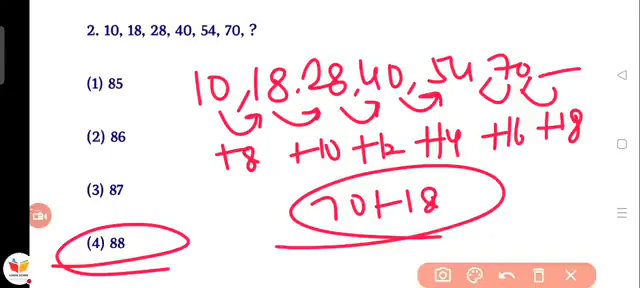 2. 10, 18, 28, 40, 54, 70, ?
10, 18. 28, 40, 54, 70, —
(1) 85
+8 +10 +12 +14 +16 +18
(2) 86
(3) 87
70+18
(4) 88